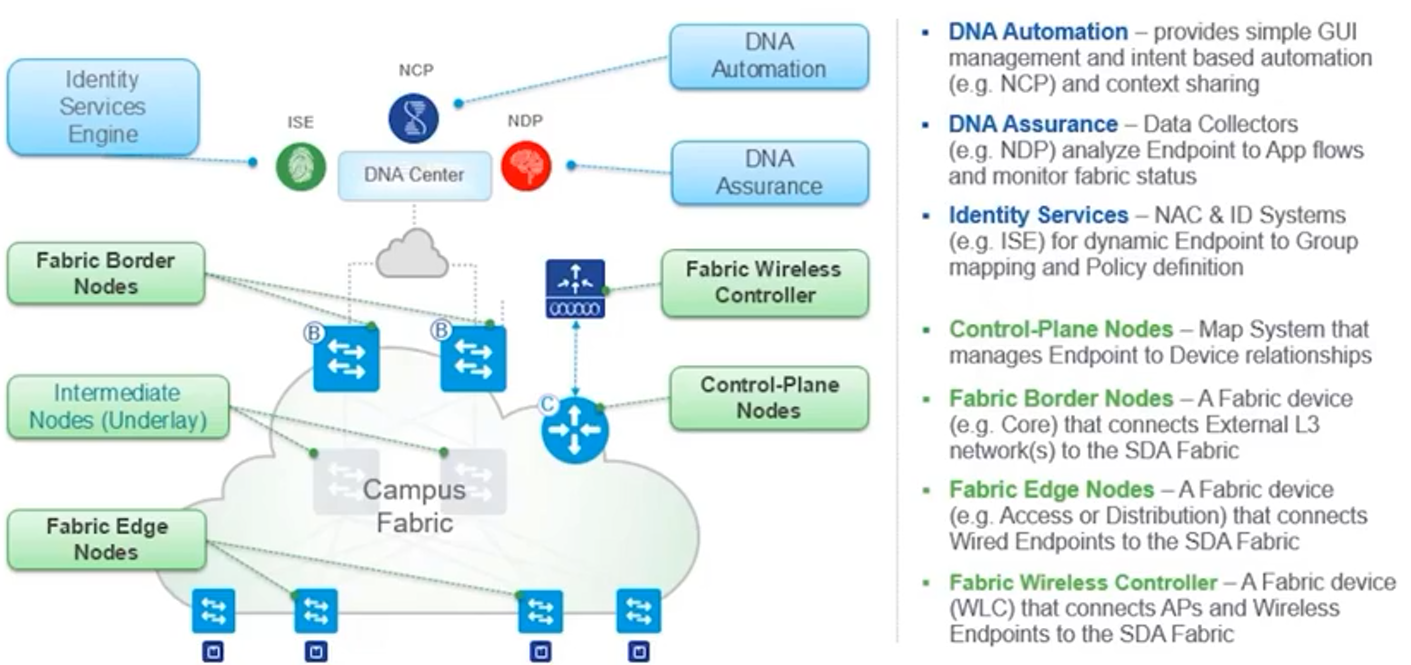 Identity
Services
Engine
ISE
NCP
NDP
DNA Center
DNA
Automation
DNA
Assurance
Fabric Border
Nodes
B
B
Fabric Wireless
Controller
Intermediate
Nodes (Underlay)
C
Control-Plane
Nodes
Campus
Fabric
Fabric Edge
Nodes
▪ DNA Automation – provides simple GUI
management and intent based automation
(e.g. NCP) and context sharing
▪ DNA Assurance – Data Collectors
(e.g. NDP) analyze Endpoint to App flows
and monitor fabric status
▪ Identity Services – NAC & ID Systems
(e.g. ISE) for dynamic Endpoint to Group
mapping and Policy definition
▪ Control-Plane Nodes – Map System that
manages Endpoint to Device relationships
▪ Fabric Border Nodes – A Fabric device
(e.g. Core) that connects External L3
network(s) to the SDA Fabric
▪ Fabric Edge Nodes – A Fabric device
(e.g. Access or Distribution) that connects
Wired Endpoints to the SDA Fabric
▪ Fabric Wireless Controller – A Fabric device
(WLC) that connects APs and Wireless
Endpoints to the SDA Fabric